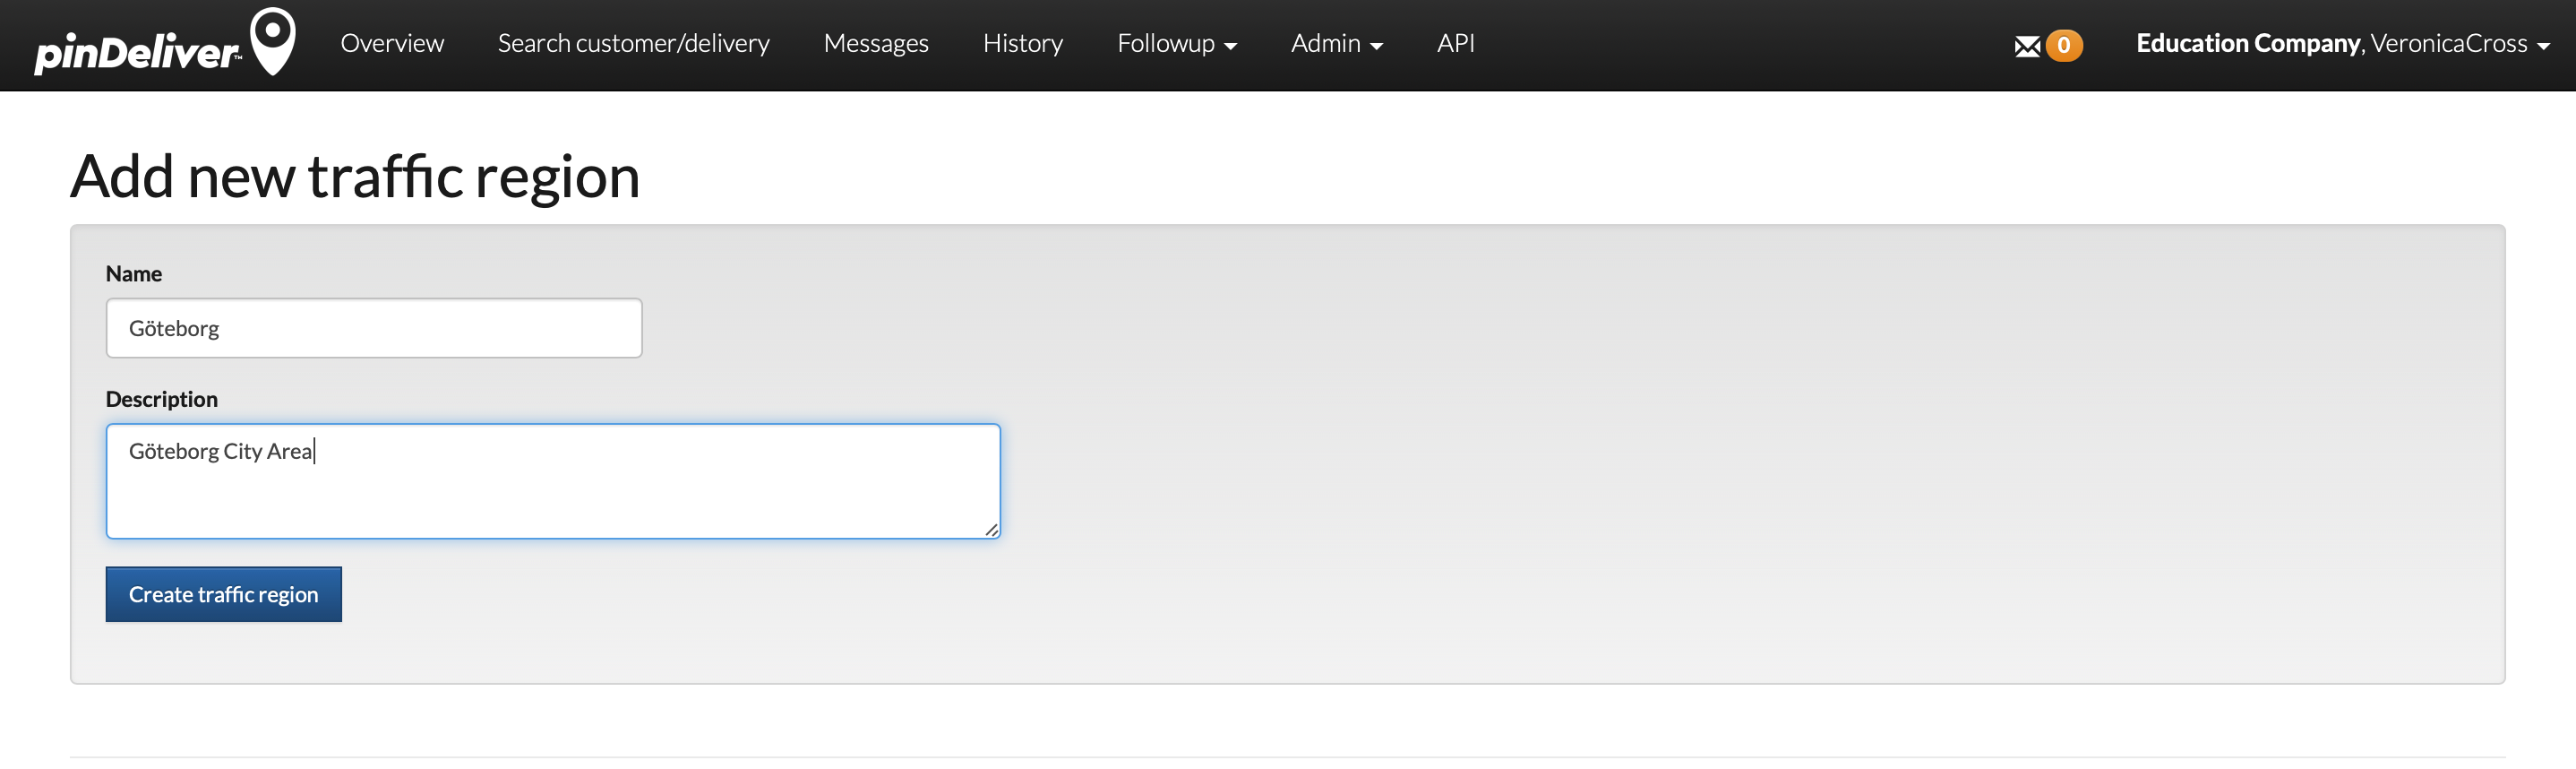 pinDeliver™ Overview Search customer/delivery Messages History Followup Admin API 0 Education Company, VeronicaCross
Add new traffic region
Name
Göteborg
Description
Göteborg City Area
Create traffic region